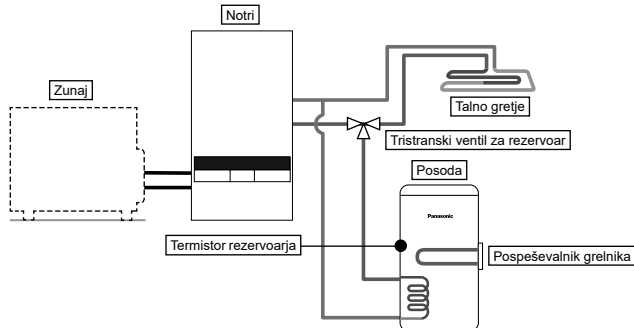 Notri
Zunaj
Talno gretje
Tristranski ventil za rezervoar
Posoda
Panasonic
Termistor rezervoarja
Pospeševalnik grelnika